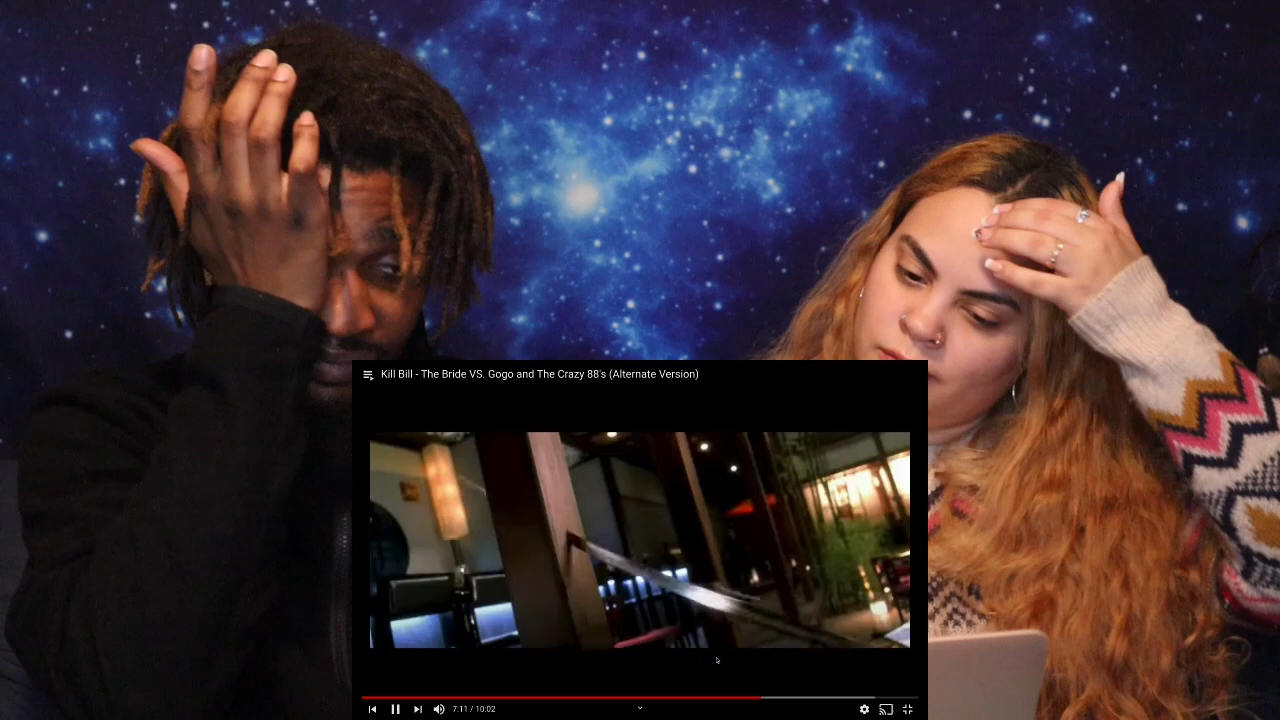 Kill Bill - The Bride VS. Gogo and The Crazy 88's (Alternate Version)
7:11 / 10:02